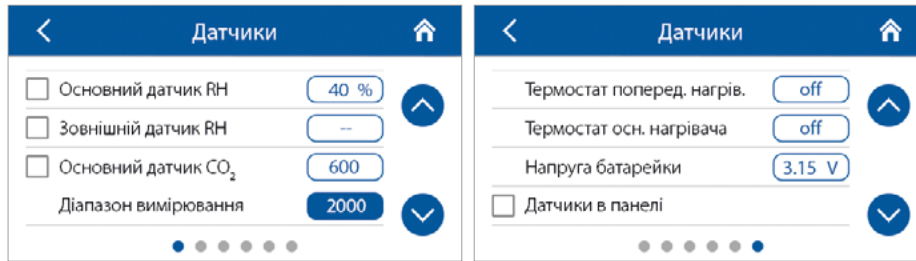 Датчики
Основний датчик RH 40 %
Зовнішній датчик RH --
Основний датчик CO₂ 600
Діапазон вимірювання 2000
Датчики
Термостат поперед. нагрів. off
Термостат осн. нагрівача off
Напруга батарейки 3.15 V
Датчики в панелі